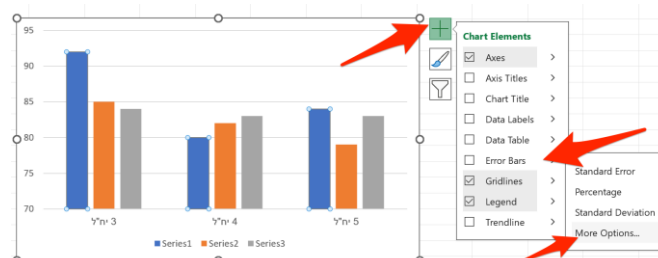 95
90
85
80
75
70
3 יח"ל
4 יח"ל
5 יח"ל
Series1 Series2 Series3
Chart Elements
Axes
Axis Titles
Chart Title
Data Labels
Data Table
Error Bars
Gridlines
Legend
Trendline
Standard Error
Percentage
Standard Deviation
More Options...